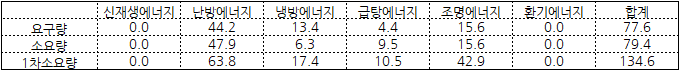 신재생에너지 난방에너지 냉방에너지 급탕에너지 조명에너지 환기에너지 합계
요구량 0.0 44.2 13.4 4.4 15.6 0.0 77.6
소요량 0.0 47.9 6.3 9.5 15.6 0.0 79.4
1차소요량 0.0 63.8 17.4 10.5 42.9 0.0 134.6